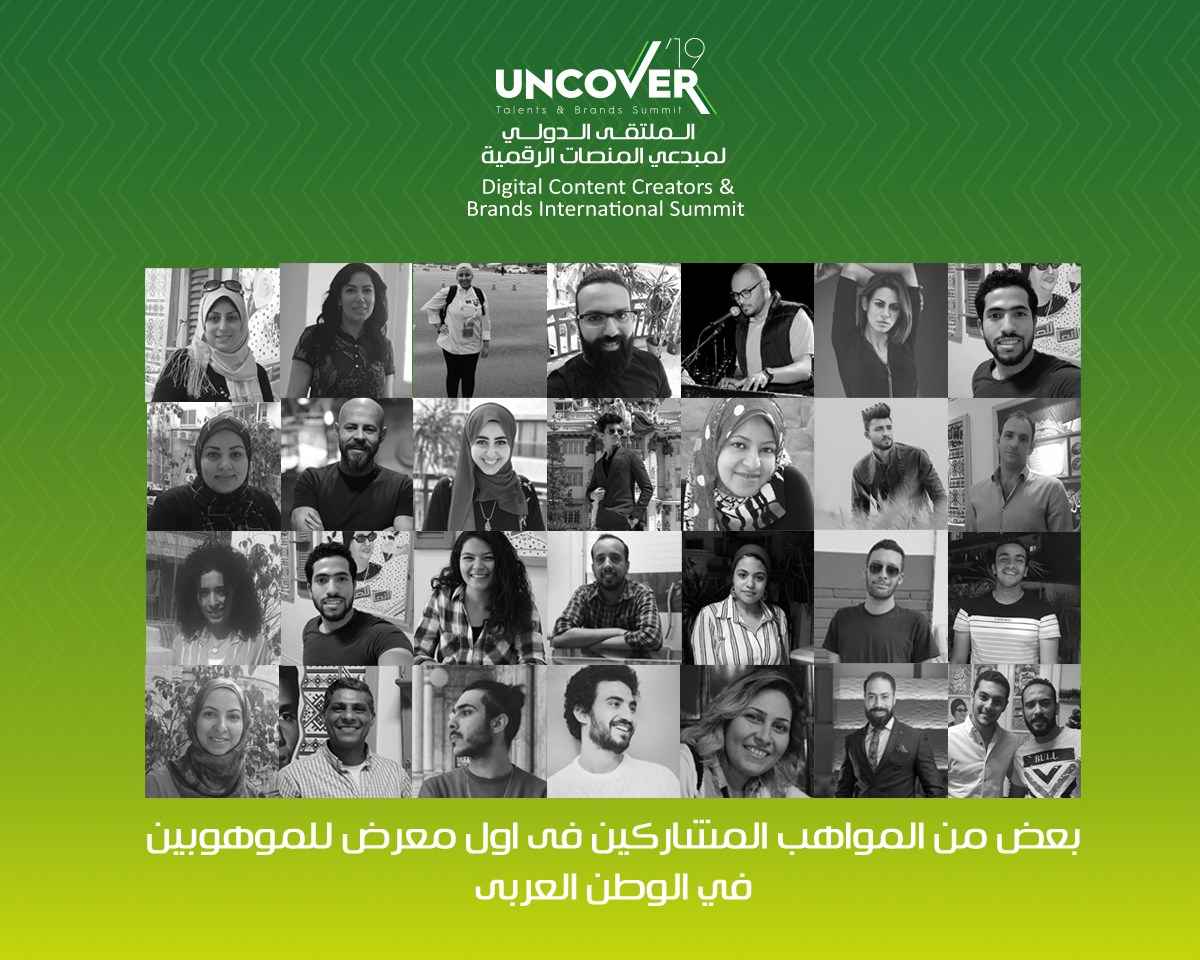 '19
UNCOVER
Talents & Brands Summit
الملتقى الدولي
لمبدعي المنصات الرقمية
Digital Content Creators &
Brands International Summit
BULL
بعض من المواهب المشاركين فى اول معرض للموهوبين
في الوطن العربى